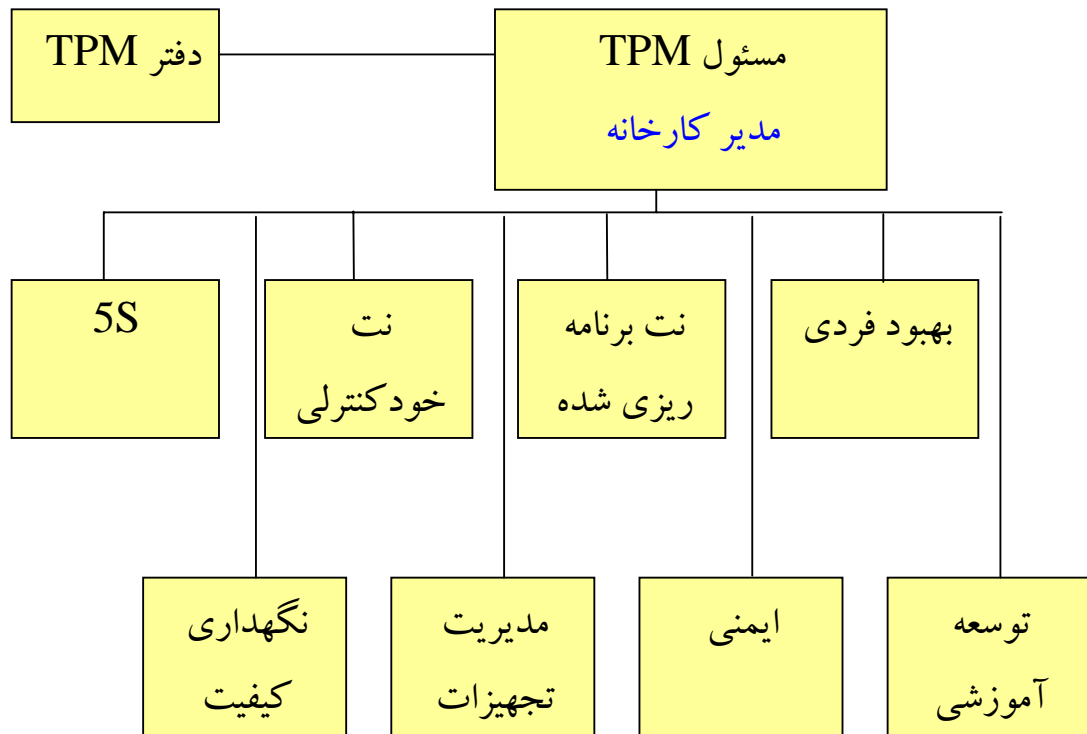 مسئول TPM
مدیر کارخانه
دفتر TPM
بهبود فردی
نت برنامه
ریزی شده
نت
خودکنترلی
5S
توسعه
آموزشی
ایمنی
مدیریت
تجهیزات
نگهداری
کیفیت